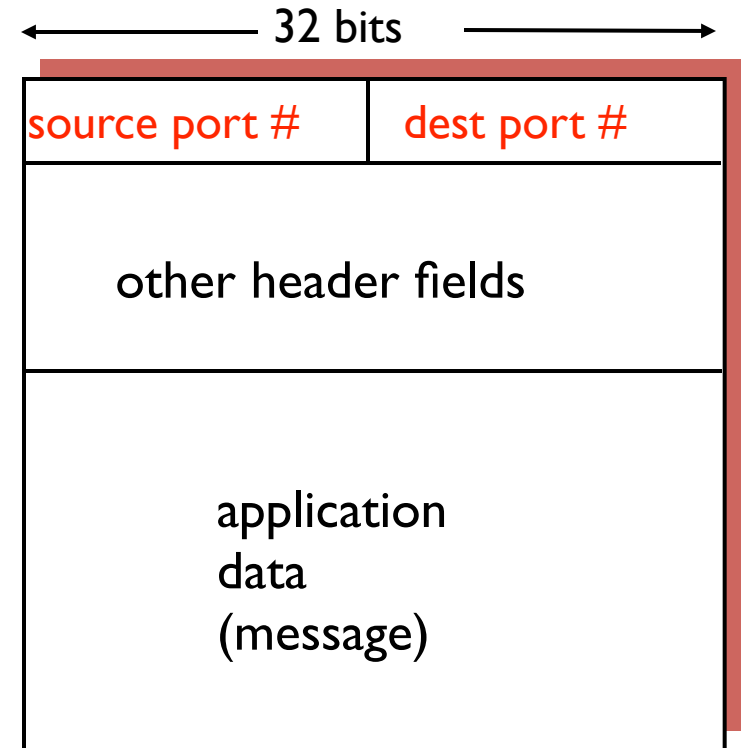 32 bits
source port # dest port #
other header fields
application
data
(message)